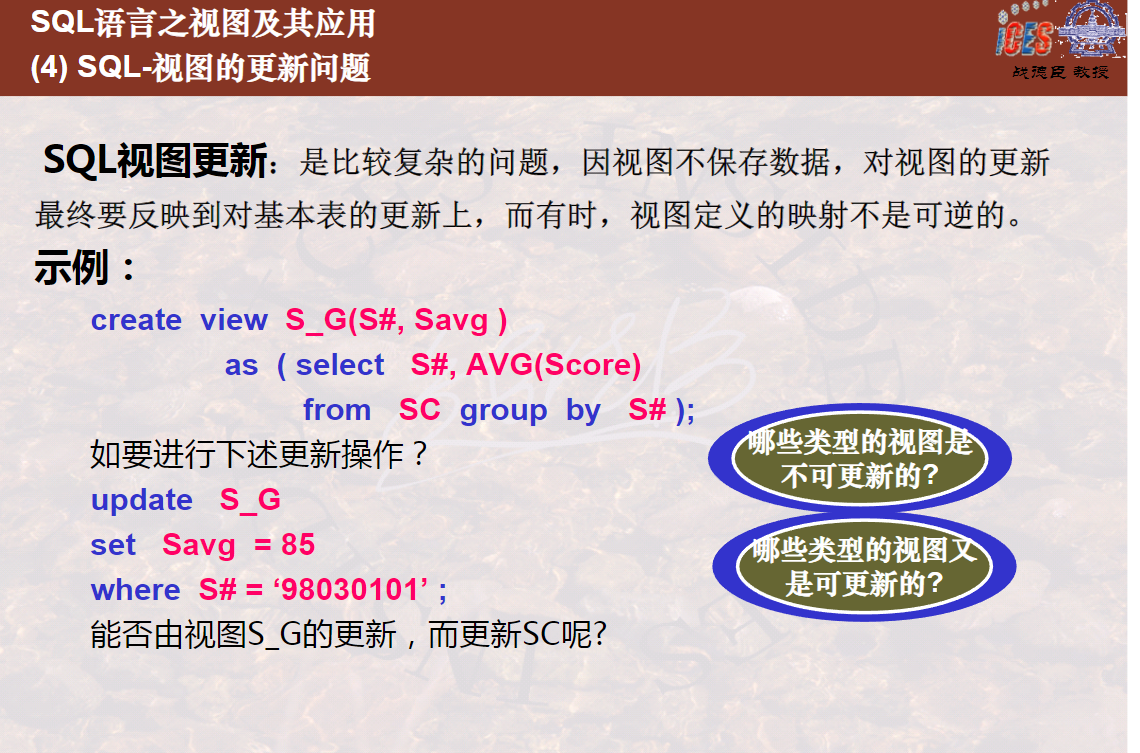 SQL语言之视图及其应用
(4) SQL-视图的更新问题
iCES
战德臣 教授
SQL视图更新：是比较复杂的问题，因视图不保存数据，对视图的更新
最终要反映到对基本表的更新上，而有时，视图定义的映射不是可逆的。
示例：
create view S_G(S#, Savg )
as ( select S#, AVG(Score)
from SC group by S# );
如要进行下述更新操作？
update S_G
set Savg = 85
where S# = ‘98030101’ ;
能否由视图S_G的更新，而更新SC呢?
哪些类型的视图是
不可更新的?
哪些类型的视图又
是可更新的?